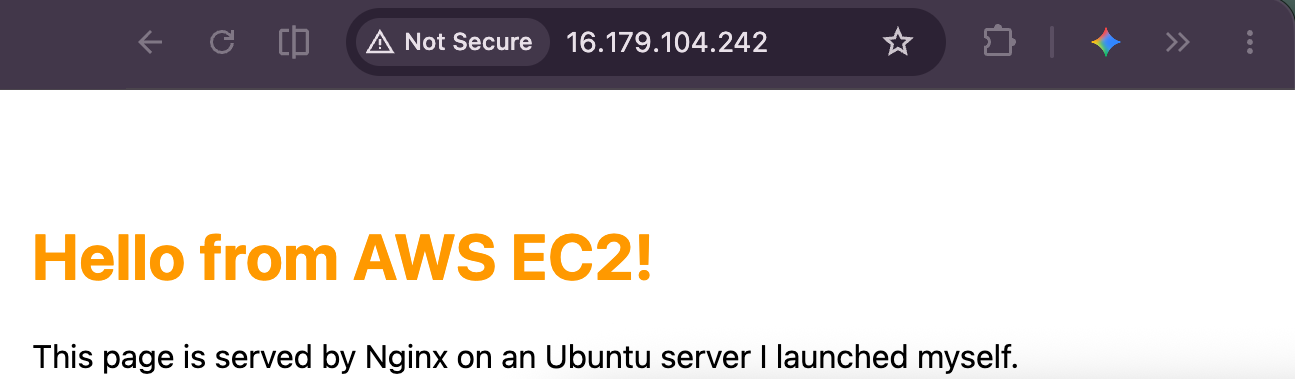 Not Secure 16.179.104.242
Hello from AWS EC2!
This page is served by Nginx on an Ubuntu server I launched myself.